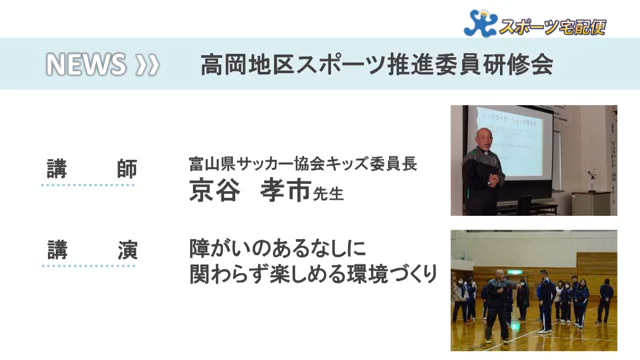 スポーツ宅配便
NEWS
高岡地区スポーツ推進委員研修会
講師
富山県サッカー協会キッズ委員長
京谷 孝市先生
講演
障がいのあるなしに
関わらず楽しめる環境づくり